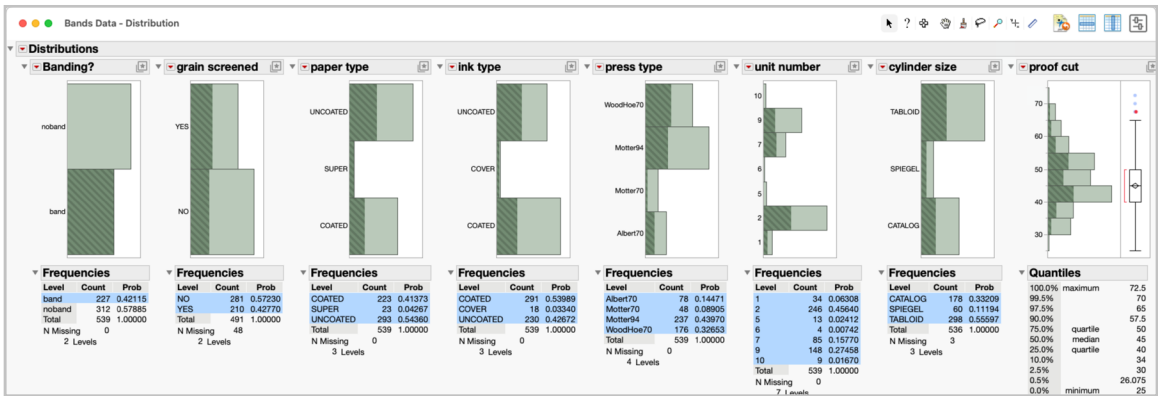 Bands Data - Distribution
Distributions
Banding?
noband
band
Frequencies
Level Count Prob
band 227 0.42115
noband 312 0.57885
Total 539 1.00000
N Missing 0
2 Levels
grain screened
YES
NO
Frequencies
Level Count Prob
NO 281 0.57230
YES 210 0.42770
Total 491 1.00000
N Missing 48
2 Levels
paper type
UNCOATED
SUPER
COATED
Frequencies
Level Count Prob
COATED 223 0.41373
SUPER 23 0.04267
UNCOATED 293 0.54360
Total 539 1.00000
N Missing 0
3 Levels
ink type
UNCOATED
COVER
COATED
Frequencies
Level Count Prob
COATED 291 0.53989
COVER 18 0.03340
UNCOATED 230 0.42672
Total 539 1.00000
N Missing 0
3 Levels
press type
WoodHoe70
Motter94
Motter70
Albert70
Frequencies
Level Count Prob
Albert70 78 0.14471
Motter70 48 0.08905
Motter94 237 0.43970
WoodHoe70 176 0.32653
Total 539 1.00000
N Missing 0
4 Levels
unit number
10
9
7
6
5
2
1
Frequencies
Level Count Prob
1 34 0.06308
2 246 0.45640
5 13 0.02412
6 4 0.00742
7 85 0.15770
9 148 0.27458
10 9 0.01670
Total 539 1.00000
N Missing 0
7 Levels
cylinder size
TABLOID
SPIEGEL
CATALOG
Frequencies
Level Count Prob
CATALOG 178 0.33209
SPIEGEL 60 0.11194
TABLOID 298 0.55597
Total 536 1.00000
N Missing 3
3 Levels
proof cut
70
60
50
40
30
Quantiles
100.0% maximum 72.5
99.5% 70
97.5% 65
90.0% 57.5
75.0% quartile 50
50.0% median 45
25.0% quartile 40
10.0% 34
2.5% 30
0.5% 26.075
0.0% minimum 25